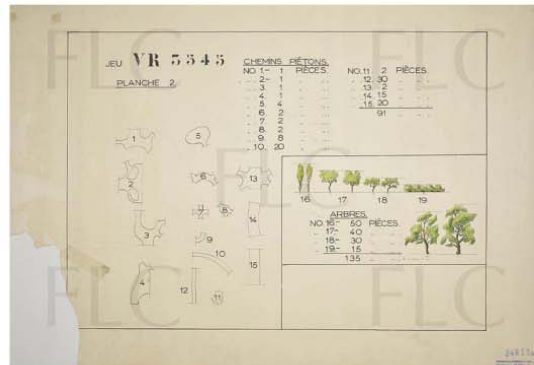 FLC FLC
JEU VR 3545
PLANCHE 2.
CHEMINS PIÉTONS.
NO. 1.- 1 PIÈCES.
2.- 1
3. 1
4. 1
5. 4
6. 2
7. 2
8. 2
9. 8
10. 20
NO. 11 2 PIÈCES.
12. 30
13. 2
14. 15
15. 20
91
1 5
2 6 13
3 7 8 14
9
10 15
4 12 11
16 17 18 19
ARBRES.
NO. 16.- 50 PIÈCES.
17.- 40
18.- 30
19.- 15
135
FLC FLC